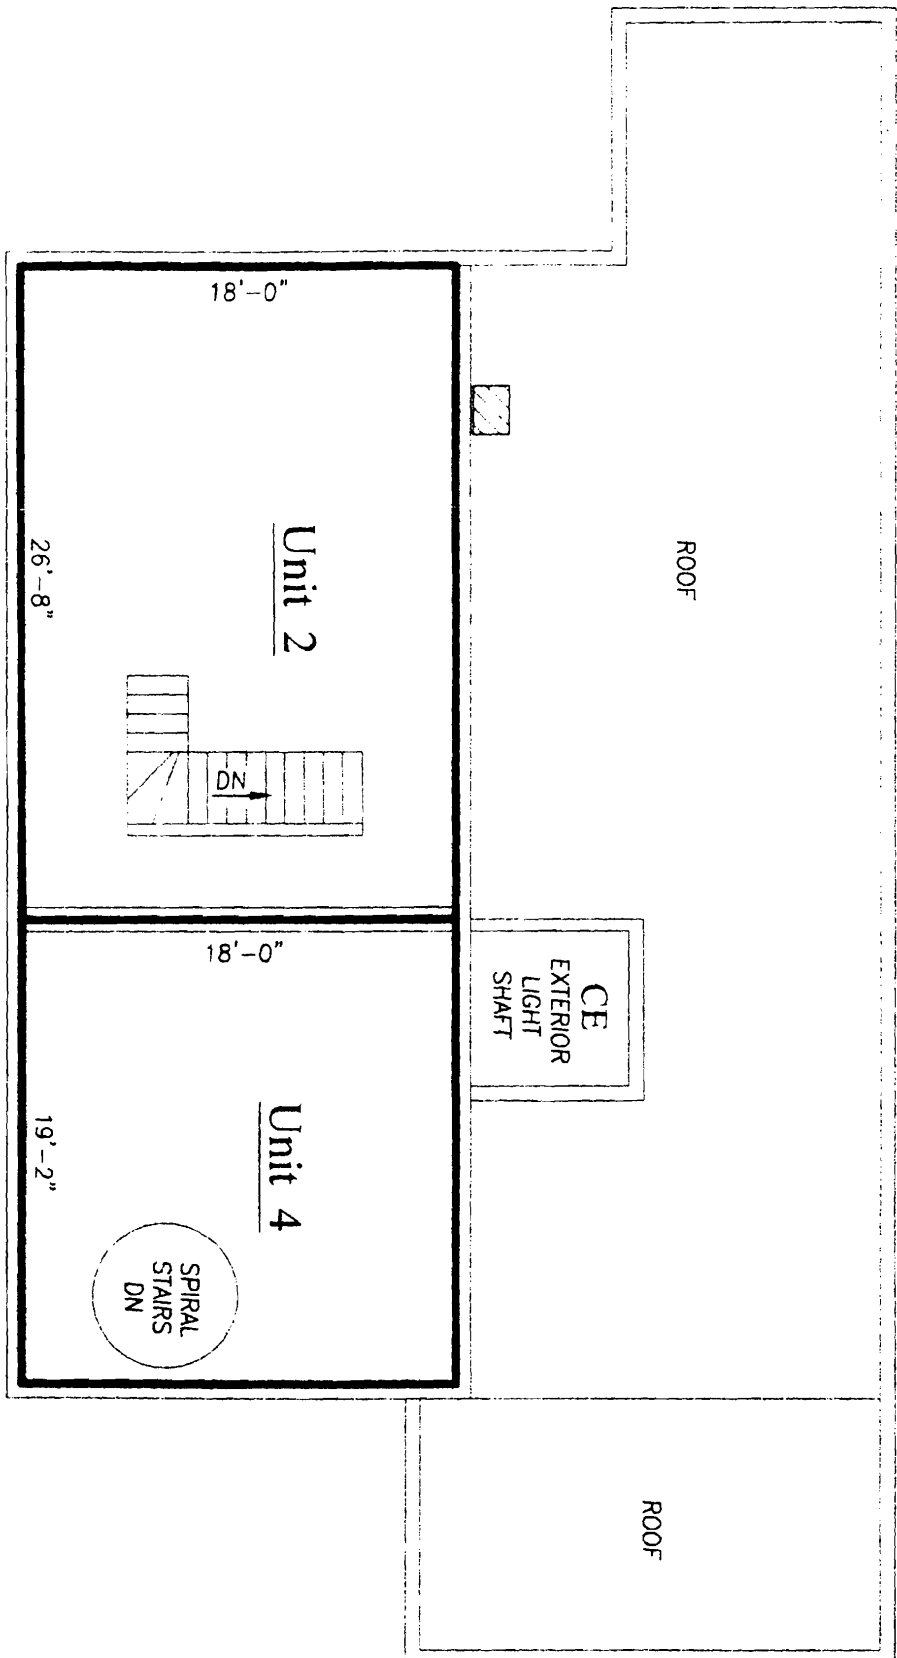 ROOF
18'-0"
Unit 2
26'-8"
DN
18'-0"
CE
EXTERIOR
LIGHT
SHAFT
Unit 4
19'-2"
SPIRAL
STAIRS
DN
ROOF